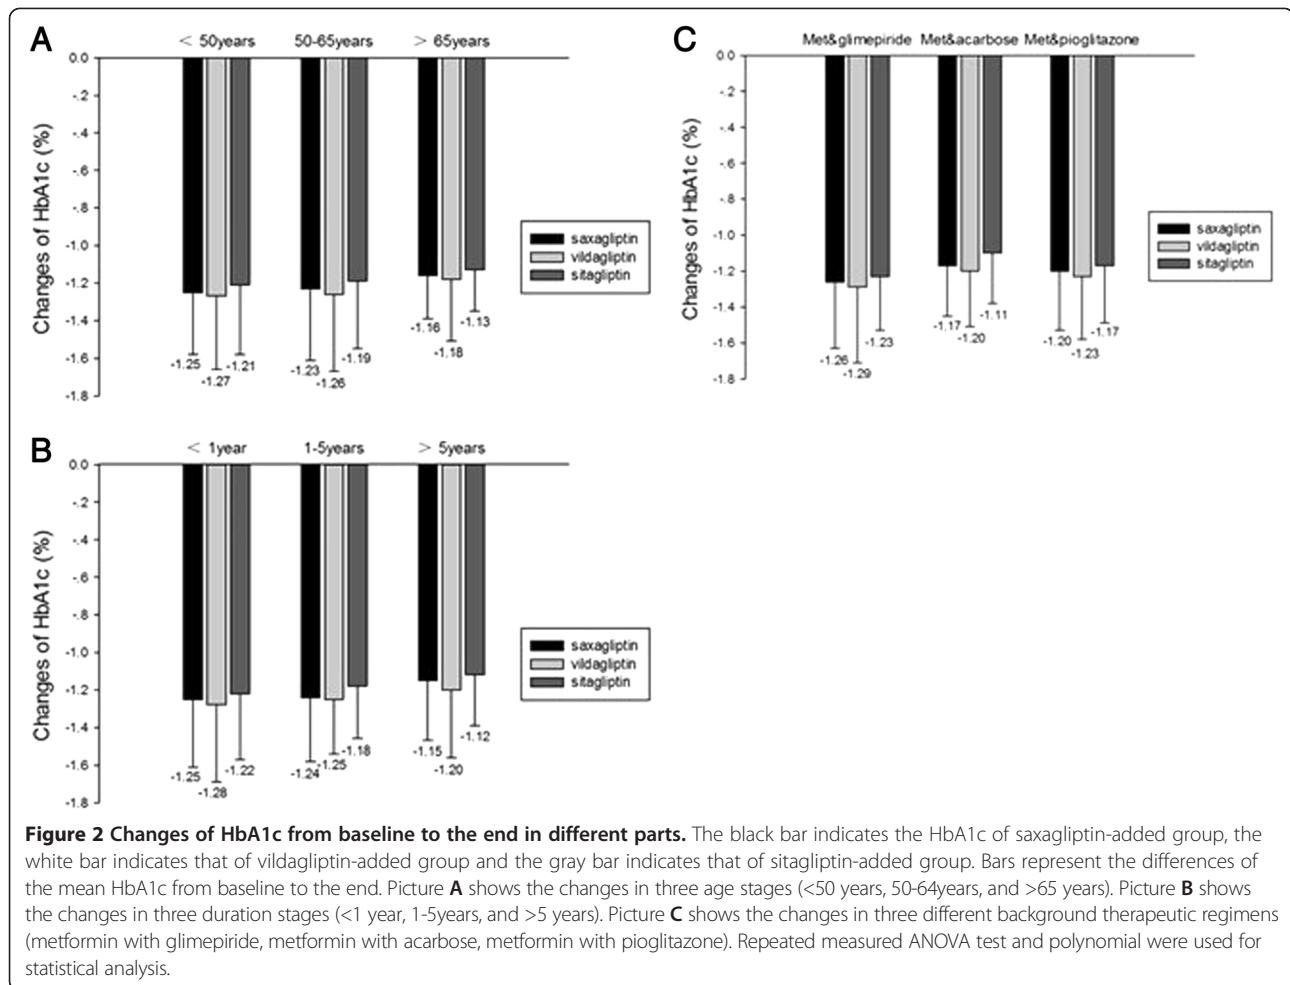 A
< 50years 50-65years > 65years
0.0
-.2
-.4
-.6
-.8
-1.0
-1.2
-1.4
-1.6
-1.8
Changes of HbA1c (%)
-1.25
-1.27
-1.21
-1.23
-1.26
-1.19
-1.16
-1.18
-1.13
saxagliptin
vildagliptin
sitagliptin
C
Met&glimepiride Met&acarbose Met&pioglitazone
0.0
-.2
-.4
-.6
-.8
-1.0
-1.2
-1.4
-1.6
-1.8
Changes of HbA1c (%)
-1.26
-1.29
-1.23
-1.17
-1.20
-1.11
-1.20
-1.23
-1.17
saxagliptin
vildagliptin
sitagliptin
B
< 1year 1-5years > 5years
0.0
-.2
-.4
-.6
-.8
-1.0
-1.2
-1.4
-1.6
-1.8
Changes of HbA1c (%)
-1.25
-1.28
-1.22
-1.24
-1.25
-1.18
-1.15
-1.20
-1.12
saxagliptin
vildagliptin
sitagliptin
Figure 2 Changes of HbA1c from baseline to the end in different parts. The black bar indicates the HbA1c of saxagliptin-added group, the
white bar indicates that of vildagliptin-added group and the gray bar indicates that of sitagliptin-added group. Bars represent the differences of
the mean HbA1c from baseline to the end. Picture A shows the changes in three age stages (<50 years, 50-64years, and >65 years). Picture B shows
the changes in three duration stages (<1 year, 1-5years, and >5 years). Picture C shows the changes in three different background therapeutic regimens
(metformin with glimepiride, metformin with acarbose, metformin with pioglitazone). Repeated measured ANOVA test and polynomial were used for
statistical analysis.